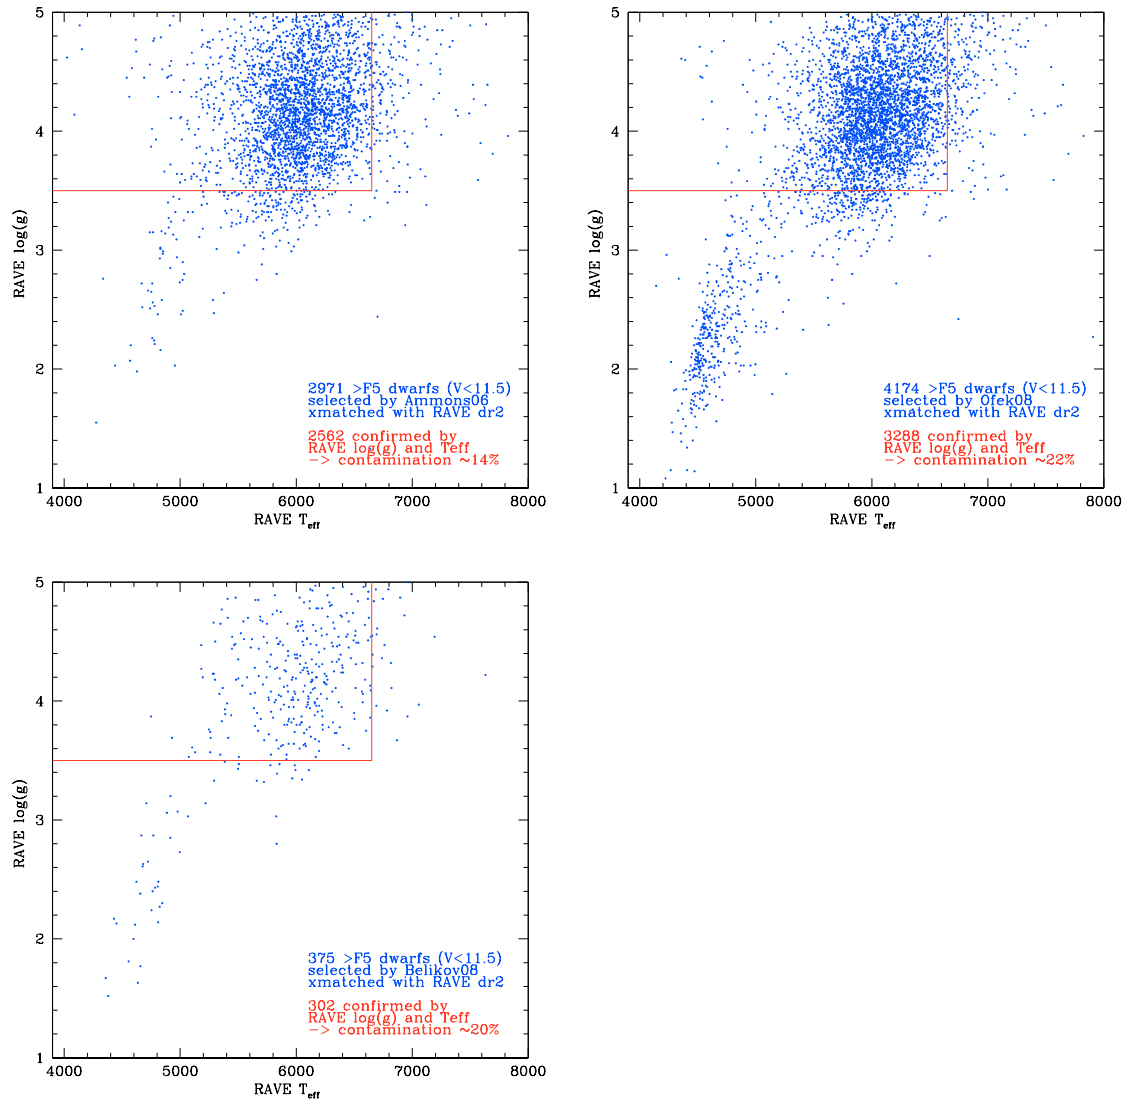 5
4
3
2
1
RAVE log(g)
2971 >F5 dwarfs (V<11.5)
selected by Ammons06
xmatched with RAVE dr2
2562 confirmed by
RAVE log(g) and Teff
-> contamination ~14%
4000 5000 6000 7000 8000
RAVE Teff
5
4
3
2
1
RAVE log(g)
4174 >F5 dwarfs (V<11.5)
selected by Ofek08
xmatched with RAVE dr2
3288 confirmed by
RAVE log(g) and Teff
-> contamination ~22%
4000 5000 6000 7000 8000
RAVE Teff
5
4
3
2
1
RAVE log(g)
375 >F5 dwarfs (V<11.5)
selected by Belikov08
xmatched with RAVE dr2
302 confirmed by
RAVE log(g) and Teff
-> contamination ~20%
4000 5000 6000 7000 8000
RAVE Teff